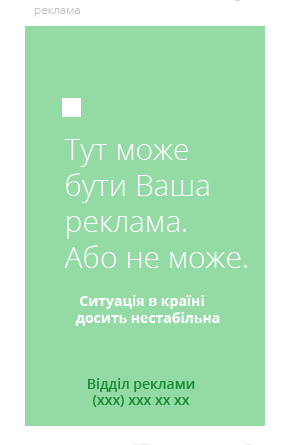 реклама
Тут може
бути Ваша
реклама.
Або не може.
Ситуація в країні
досить нестабільна
Відділ реклами
(xxx) xxx xx xx